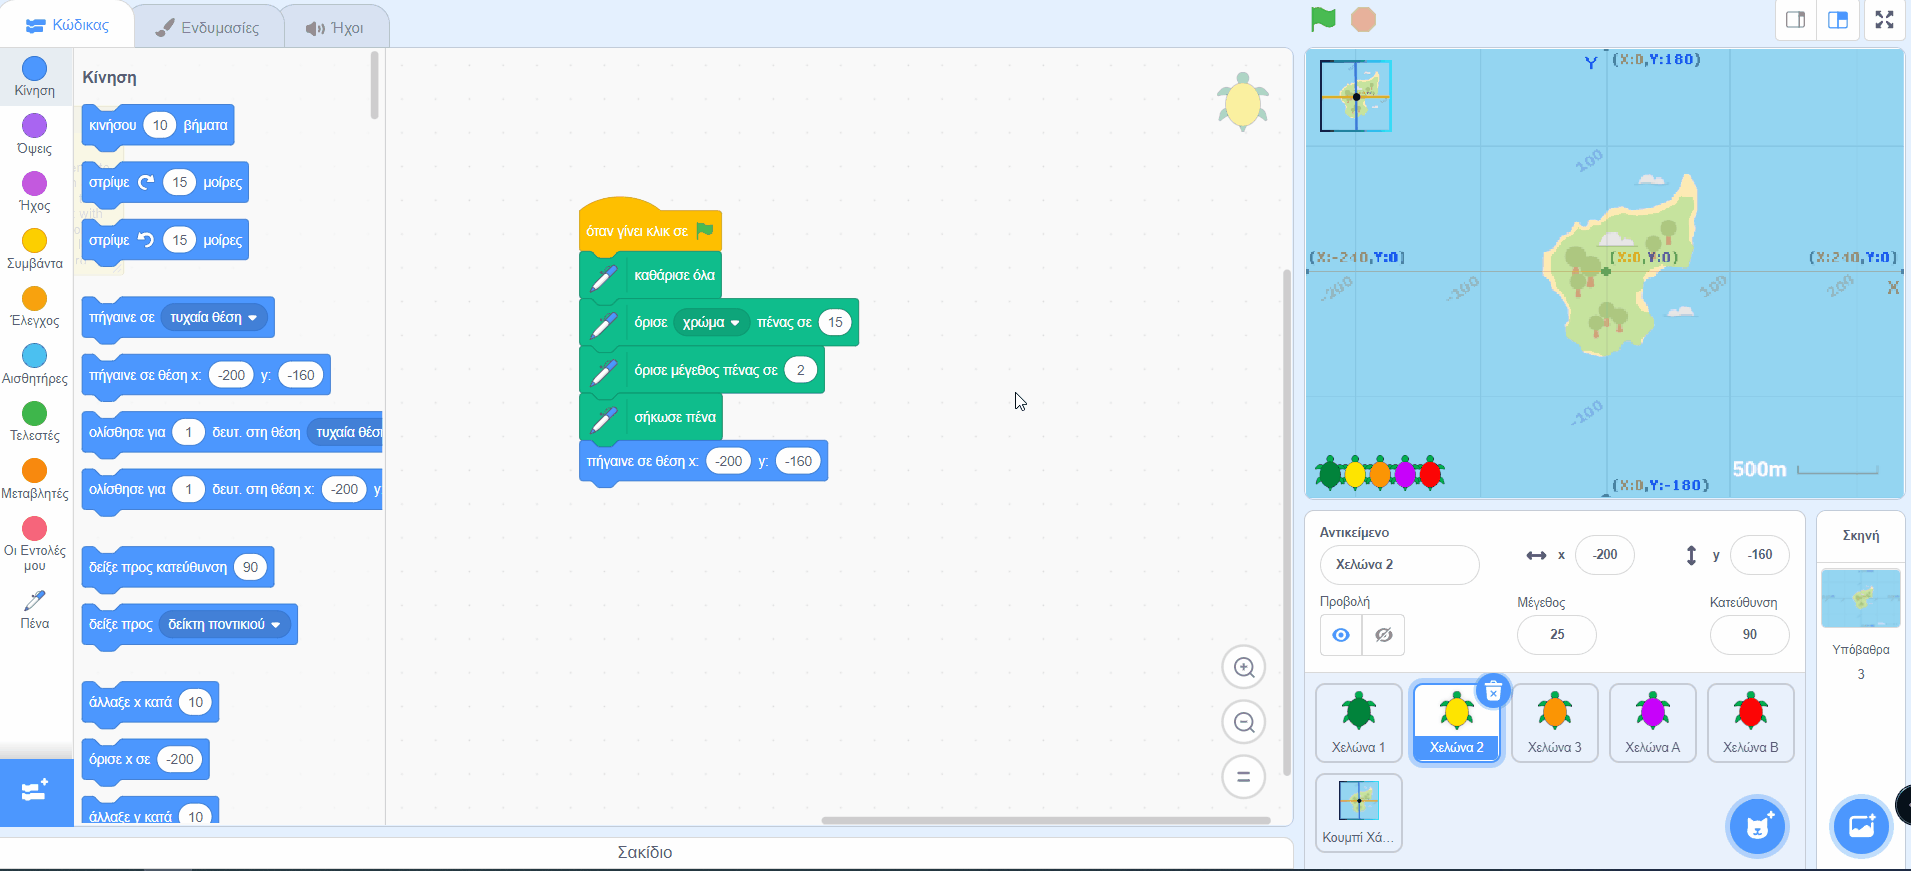 Κώδικας
Ενδυμασίες
Ήχοι
Κίνηση
Όψεις
Ήχος
Συμβάντα
Έλεγχος
Αισθητήρες
Τελεστές
Μεταβλητές
Οι Εντολές
μου
Πένα
Κίνηση
κινήσου 10 βήματα
στρίψε 15 μοίρες
στρίψε 15 μοίρες
πήγαινε σε τυχαία θέση
πήγαινε σε θέση x: -200 y: -160
ολίσθησε για 1 δευτ. στη θέση τυχαία
ολίσθησε για 1 δευτ. στη θέση x: -200 y
δείξε προς κατεύθυνση 90
δείξε προς δείκτη ποντικιού
άλλαξε x κατά 10
όρισε x σε -200
άλλαξε y κατά 10
όταν γίνει κλικ σε
καθάρισε όλα
όρισε χρώμα πένας σε 15
όρισε μέγεθος πένας σε 2
σήκωσε πένα
πήγαινε σε θέση x: -200 y: -160
Σακίδιο
Y (X:0,Y:180)
100
(X:-240,Y:0)
(X:0,Y:0)
(X:240,Y:0)
-200
-100
100
200
X
-100
500m
(X:0,Y:-180)
Αντικείμενο
Χελώνα 2
x -200
y -160
Προβολή
Μέγεθος
25
Κατεύθυνση
90
Χελώνα 1
Χελώνα 2
Χελώνα 3
Χελώνα Α
Χελώνα Β
Κουμπί Χά...
Σκηνή
Υπόβαθρα
3